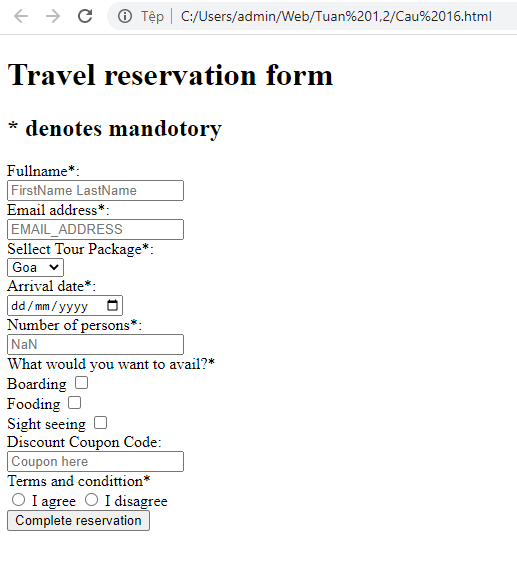 Tệp C:/Users/admin/Web/Tuan%201,2/Cau%2016.html
Travel reservation form
* denotes mandotory
Fullname*:
FirstName LastName
Email address*:
EMAIL_ADDRESS
Sellect Tour Package*:
Goa
Arrival date*:
dd/mm/yyyy
Number of persons*:
NaN
What would you want to avail?*
Boarding
Fooding
Sight seeing
Discount Coupon Code:
Coupon here
Terms and condittion*
I agree I disagree
Complete reservation